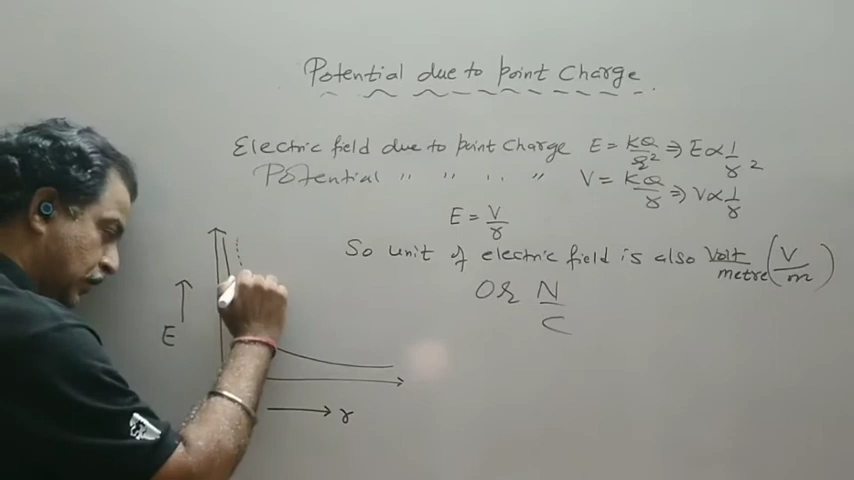 Potential due to point Charge
Electric field due to point Charge E = KQ/r² ⇒ E ∝ 1/r²
Potential " " " " V = KQ/r ⇒ V ∝ 1/r
E = V/r
So unit of electric field is also Volt/metre (V/m)
OR N/C
E
r